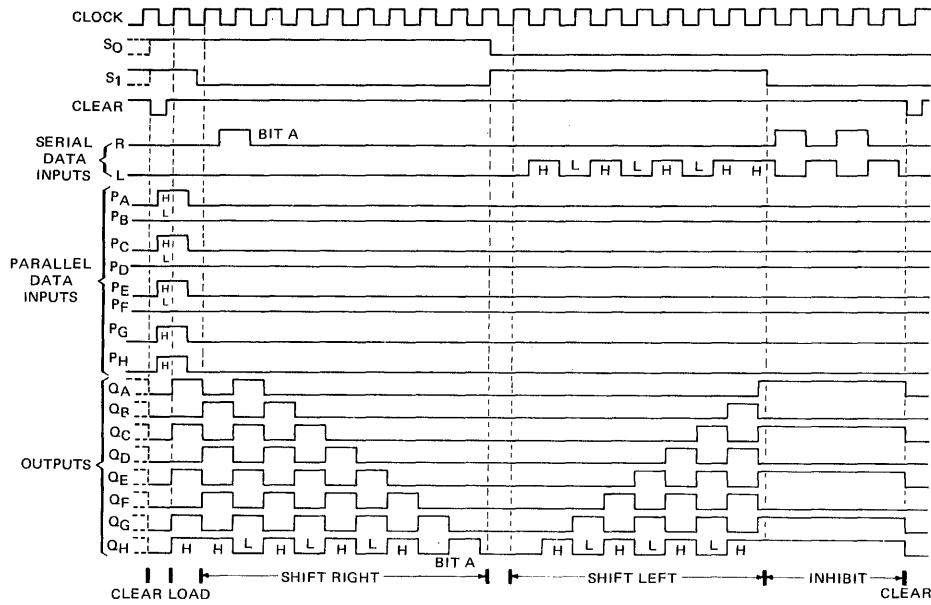 CLOCK
S0
S1
CLEAR
SERIAL DATA INPUTS
R BIT A
L H L H L H L H H
PARALLEL DATA INPUTS
PA H
PB L
PC H
PD L
PE H
PF L
PG H
PH H
OUTPUTS
QA
QB
QC
QD
QE
QF
QG
QH H H L H L H L H H L H L H L H
BIT A
SHIFT RIGHT SHIFT LEFT INHIBIT
CLEAR LOAD CLEAR